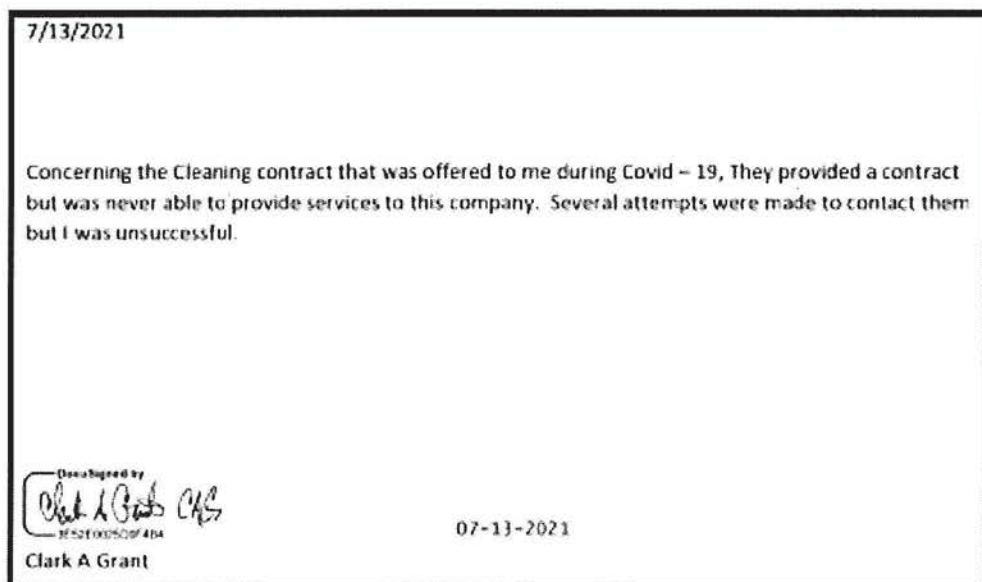 7/13/2021
Concerning the Cleaning contract that was offered to me during Covid – 19, They provided a contract
but was never able to provide services to this company. Several attempts were made to contact them
but I was unsuccessful.
DocuSigned by
Clark A Grant
07-13-2021
Clark A Grant